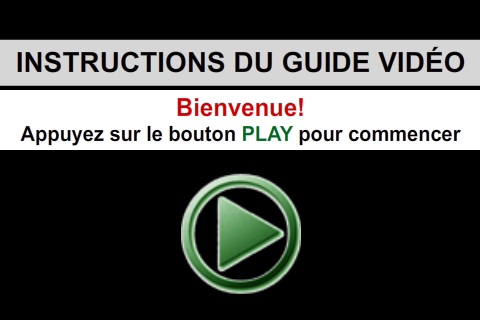 INSTRUCTIONS DU GUIDE VIDÉO
Bienvenue!
Appuyez sur le bouton PLAY pour commencer